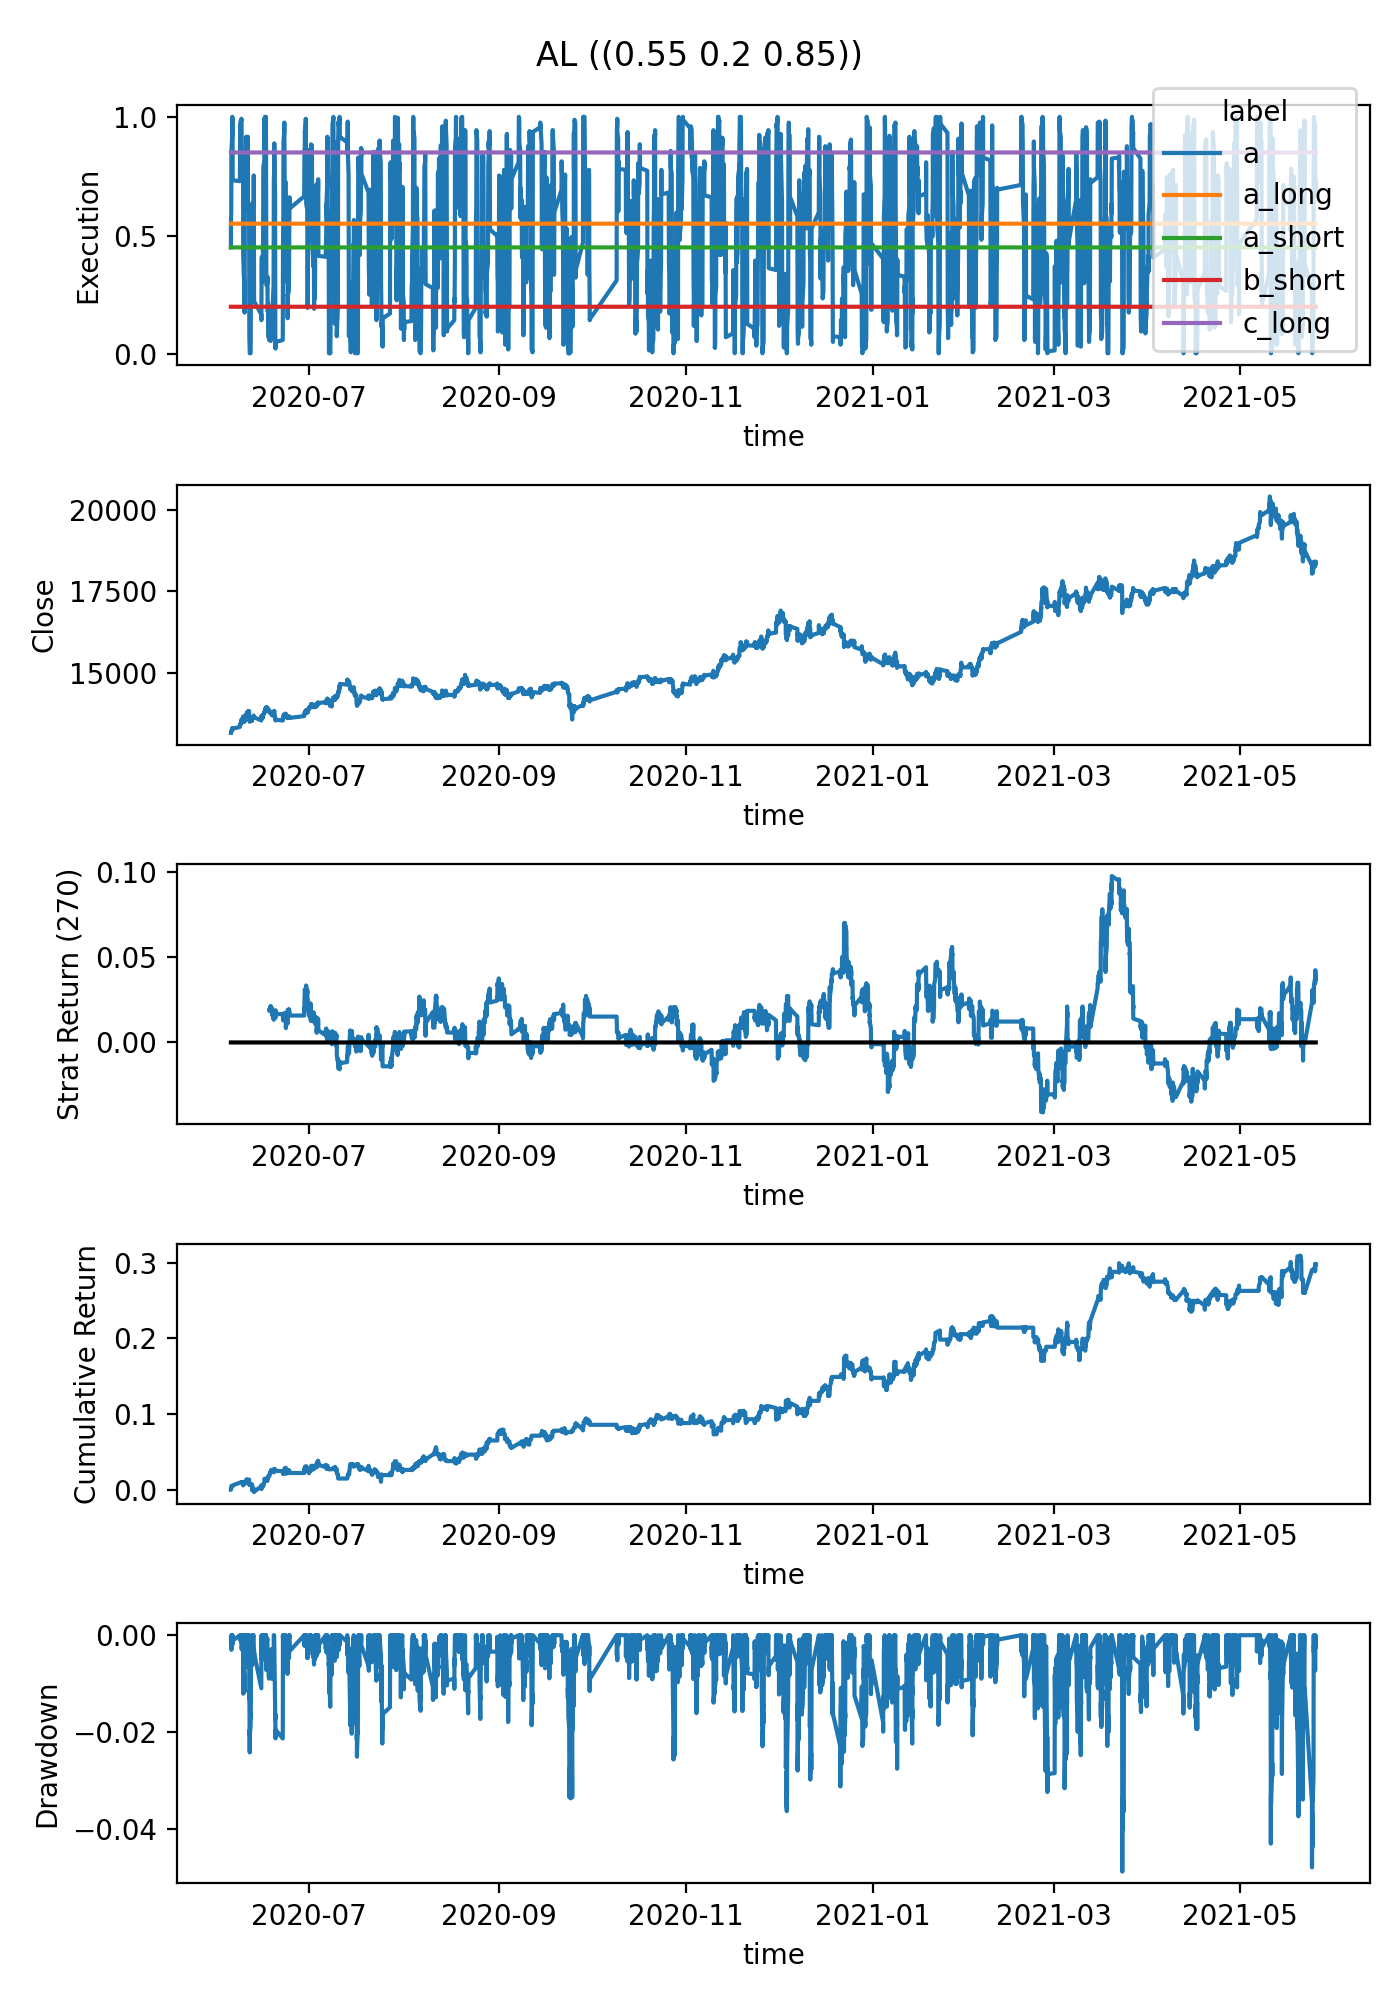 AL ((0.55 0.2 0.85))
label
a
a_long
a_short
b_short
c_long
1.0
0.5
0.0
Execution
2020-07 2020-09 2020-11 2021-01 2021-03 2021-05
time
20000
17500
15000
Close
2020-07 2020-09 2020-11 2021-01 2021-03 2021-05
time
0.10
0.05
0.00
Strat Return (270)
2020-07 2020-09 2020-11 2021-01 2021-03 2021-05
time
0.3
0.2
0.1
0.0
Cumulative Return
2020-07 2020-09 2020-11 2021-01 2021-03 2021-05
time
0.00
−0.02
−0.04
Drawdown
2020-07 2020-09 2020-11 2021-01 2021-03 2021-05
time